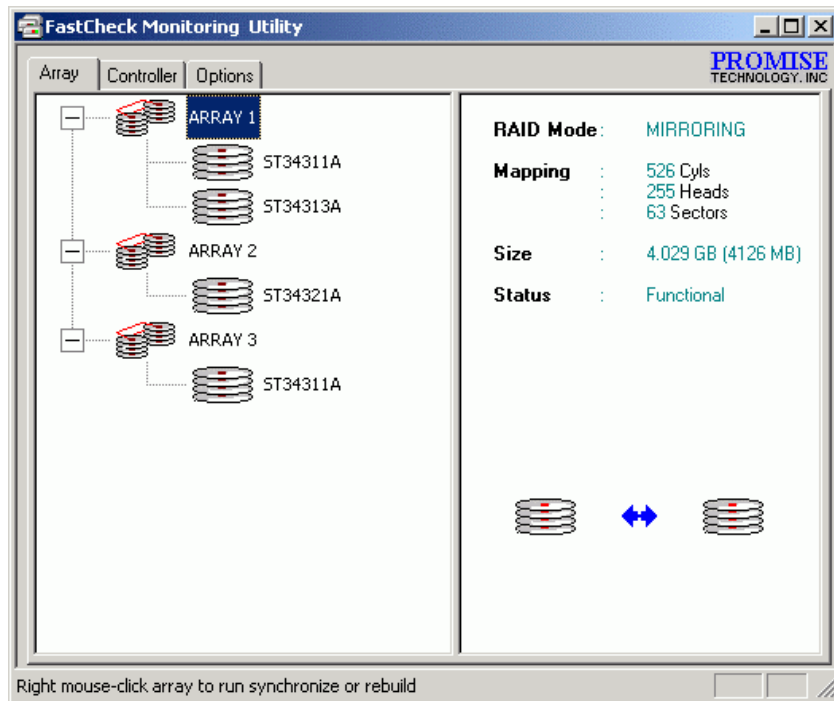 FastCheck Monitoring Utility
PROMISE
TECHNOLOGY, INC
Array Controller Options
ARRAY 1
ST34311A
ST34313A
ARRAY 2
ST34321A
ARRAY 3
ST34311A
RAID Mode : MIRRORING
Mapping : 526 Cyls
: 255 Heads
: 63 Sectors
Size : 4.029 GB (4126 MB)
Status : Functional
Right mouse-click array to run synchronize or rebuild